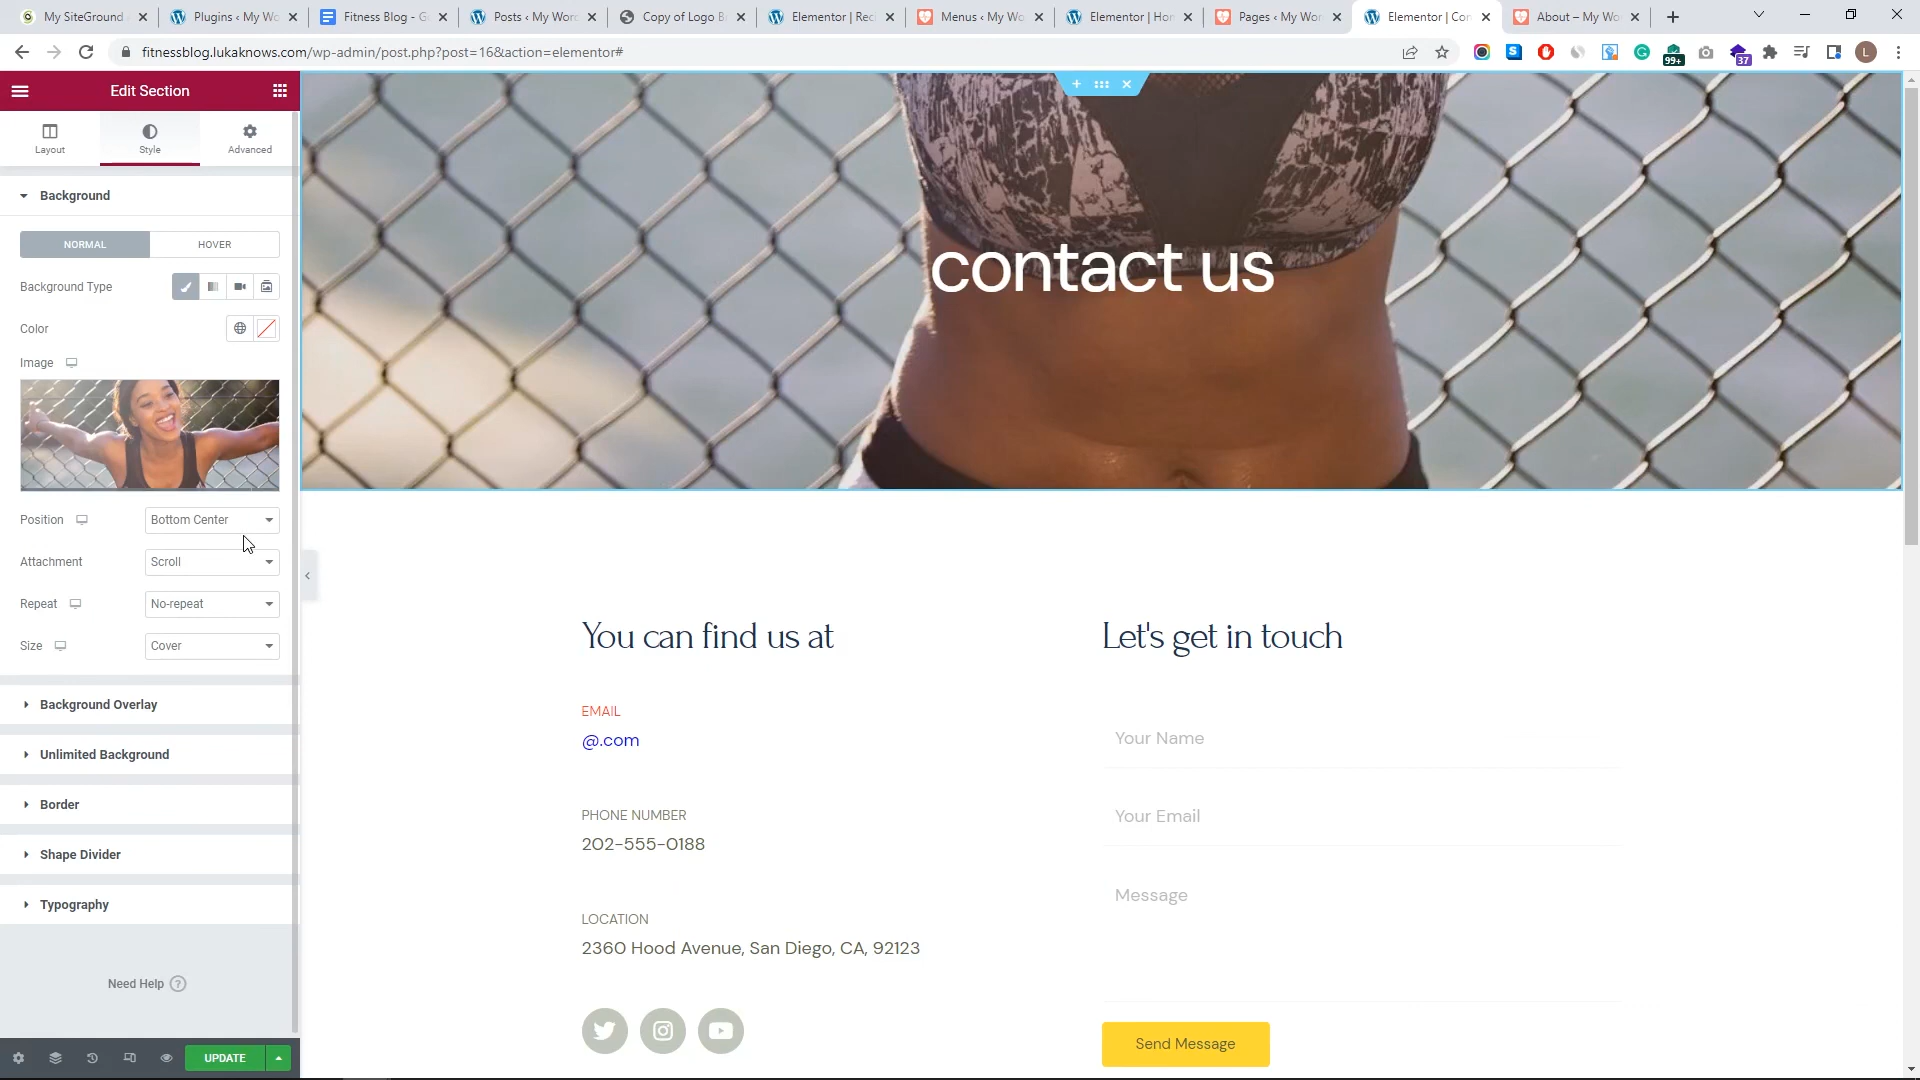 My SiteGround
Plugins ‹ My Wo
Fitness Blog - G
Posts ‹ My Wor
Copy of Logo B
Elementor | Rec
Menus ‹ My Wo
Elementor | Hor
Pages ‹ My Wor
Elementor | Con
About – My Wo
fitnessblog.lukaknows.com/wp-admin/post.php?post=16&action=elementor#
99+
37
L
Edit Section
Layout
Style
Advanced
Background
NORMAL
HOVER
Background Type
Color
Image
Position
Bottom Center
Attachment
Scroll
Repeat
No-repeat
Size
Cover
Background Overlay
Unlimited Background
Border
Shape Divider
Typography
Need Help ?
UPDATE
contact us
You can find us at
EMAIL
@.com
PHONE NUMBER
202-555-0188
LOCATION
2360 Hood Avenue, San Diego, CA, 92123
Let's get in touch
Your Name
Your Email
Message
Send Message